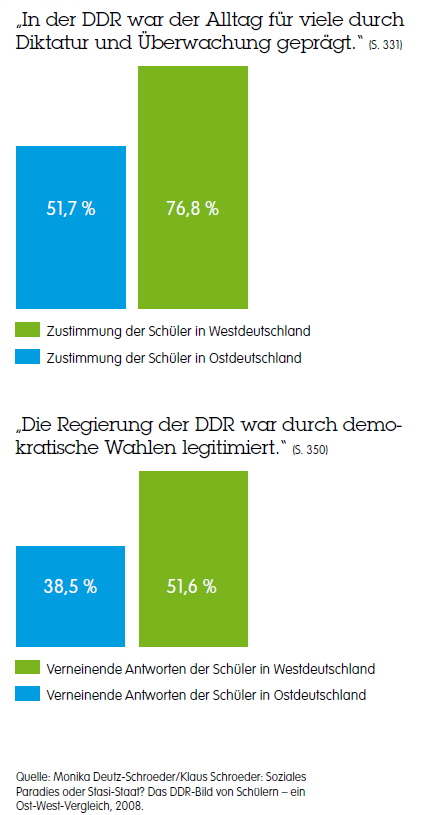 „In der DDR war der Alltag für viele durch
Diktatur und Überwachung geprägt.“ (S. 331)
51,7 %
76,8 %
Zustimmung der Schüler in Westdeutschland
Zustimmung der Schüler in Ostdeutschland
„Die Regierung der DDR war durch demo-
kratische Wahlen legitimiert.“ (S. 350)
38,5 %
51,6 %
Verneinende Antworten der Schüler in Westdeutschland
Verneinende Antworten der Schüler in Ostdeutschland
Quelle: Monika Deutz-Schroeder/Klaus Schroeder: Soziales
Paradies oder Stasi-Staat? Das DDR-Bild von Schülern – ein
Ost-West-Vergleich, 2008.